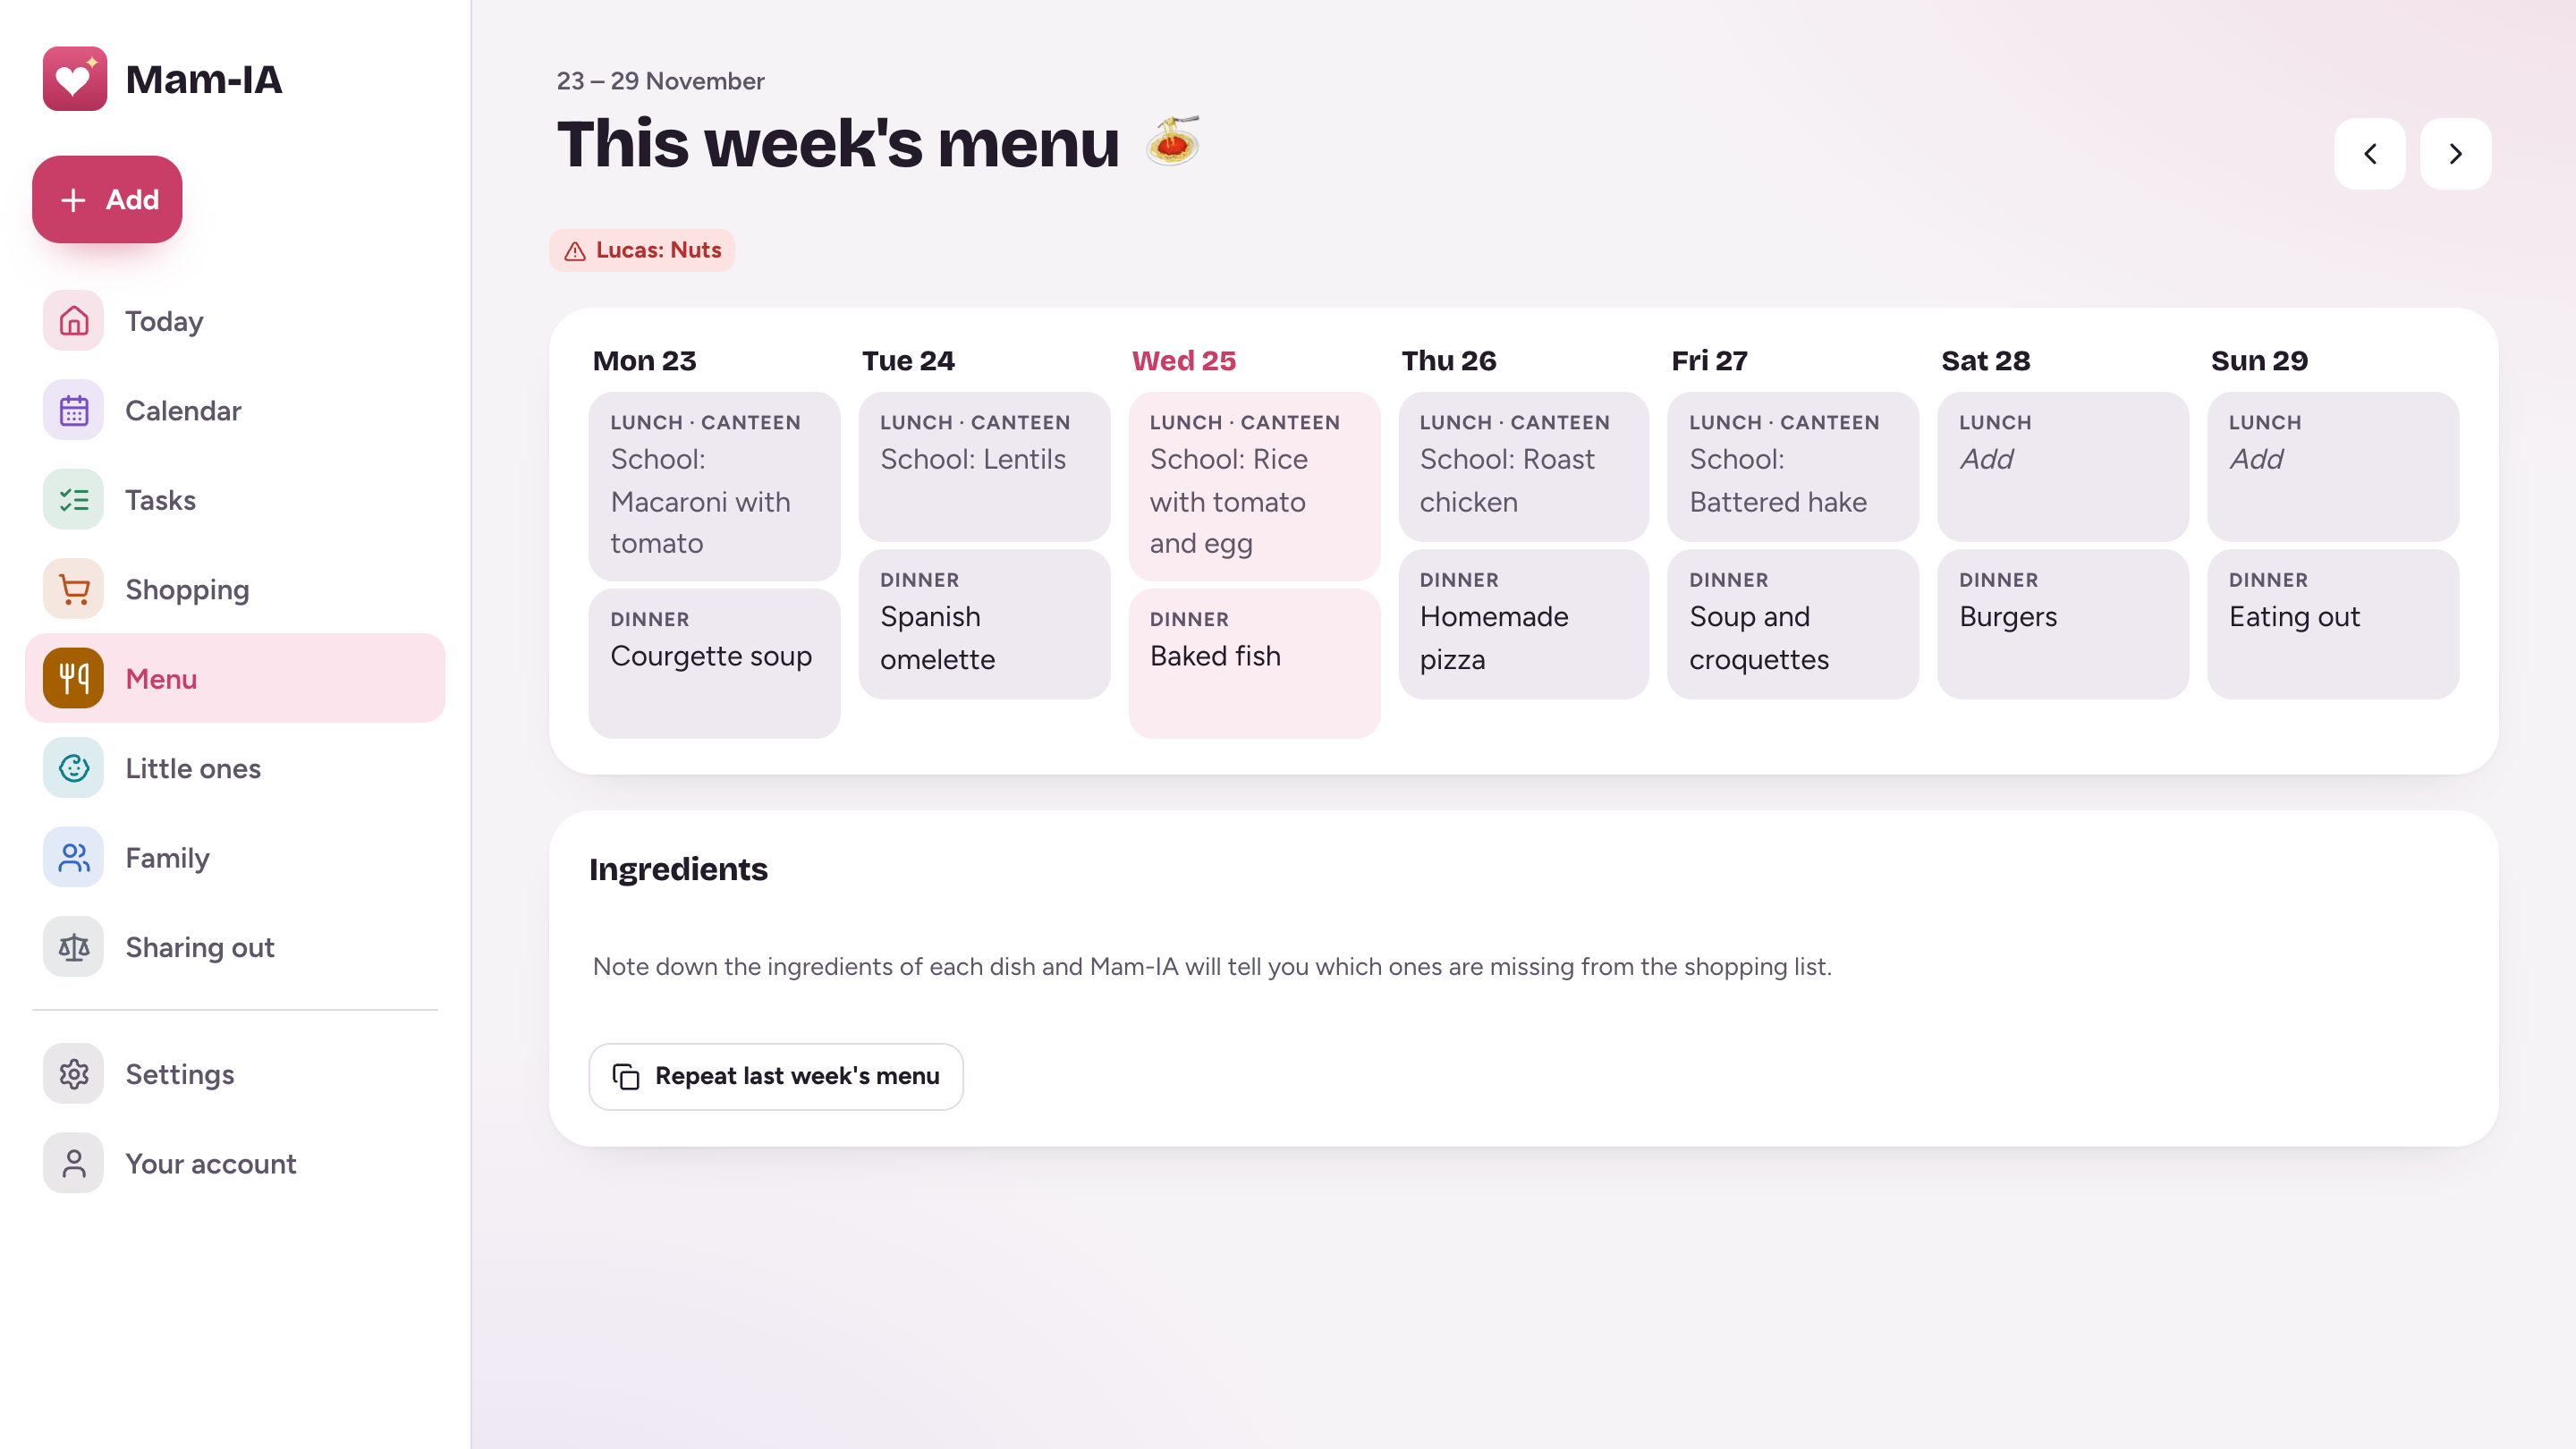 Mam-IA
Add
Today
Calendar
Tasks
Shopping
Menu
Little ones
Family
Sharing out
Settings
Your account
23 – 29 November
This week's menu
Lucas: Nuts
Mon 23
LUNCH · CANTEEN
School:
Macaroni with
tomato
DINNER
Courgette soup
Tue 24
LUNCH · CANTEEN
School: Lentils
DINNER
Spanish
omelette
Wed 25
LUNCH · CANTEEN
School: Rice
with tomato
and egg
DINNER
Baked fish
Thu 26
LUNCH · CANTEEN
School: Roast
chicken
DINNER
Homemade
pizza
Fri 27
LUNCH · CANTEEN
School:
Battered hake
DINNER
Soup and
croquettes
Sat 28
LUNCH
Add
DINNER
Burgers
Sun 29
LUNCH
Add
DINNER
Eating out
Ingredients
Note down the ingredients of each dish and Mam-IA will tell you which ones are missing from the shopping list.
Repeat last week's menu